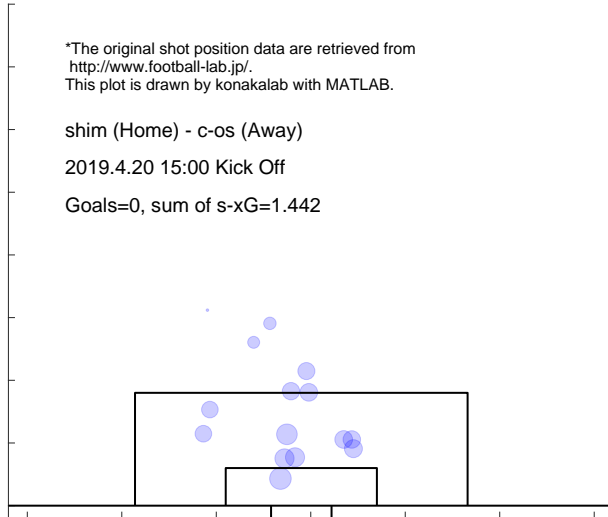 *The original shot position data are retrieved from
http://www.football-lab.jp/.
This plot is drawn by konakalab with MATLAB.
shim (Home) - c-os (Away)
2019.4.20 15:00 Kick Off
Goals=0, sum of s-xG=1.442